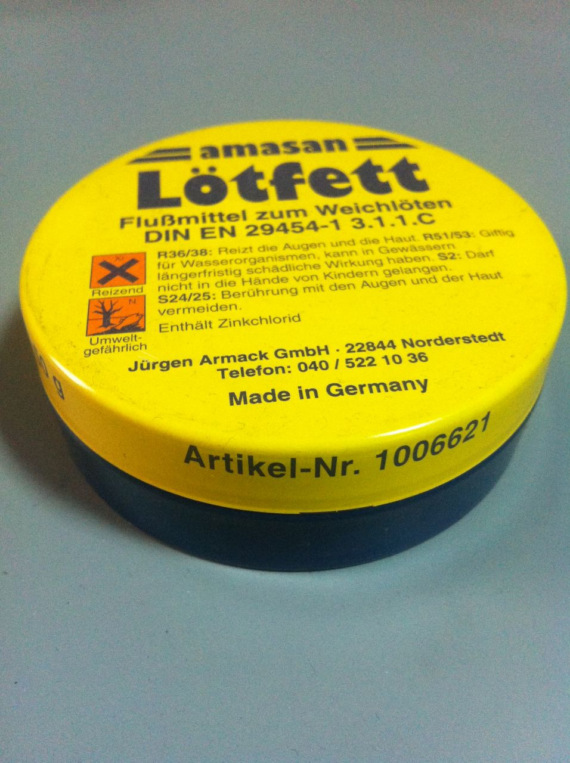 amasan
Lötfett
Flußmittel zum Weichlöten
DIN EN 29454-1 3.1.1.C
R36/38: Reizt die Augen und die Haut. R51/53: Giftig
für Wasserorganismen, kann in Gewässern
längerfristig schädliche Wirkung haben. S2: Darf
nicht in die Hände von Kindern gelangen.
S24/25: Berührung mit den Augen und der Haut
vermeiden.
Enthält Zinkchlorid
Xi
Reizend
N
Umwelt-
gefährlich
Jürgen Armack GmbH · 22844 Norderstedt
Telefon: 040 / 522 10 36
Made in Germany
Artikel-Nr. 1006621
g